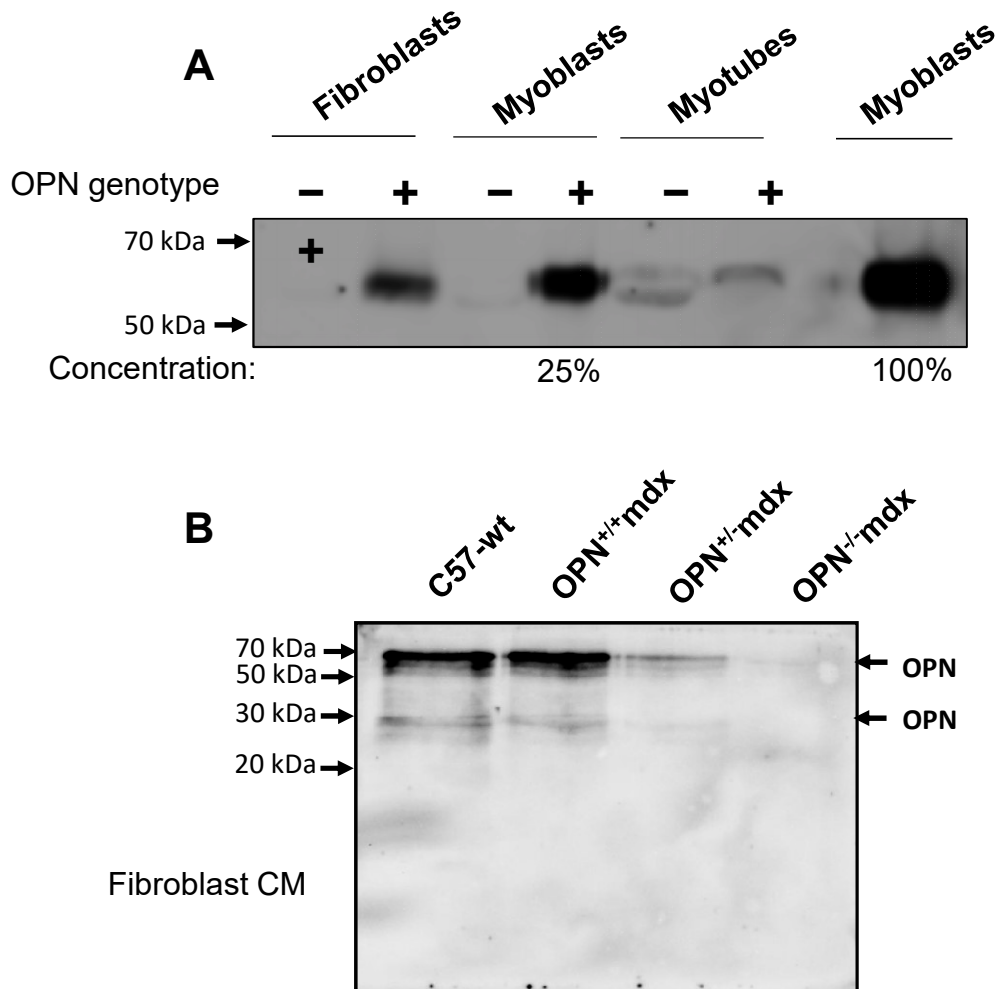 A
Fibroblasts Myoblasts Myotubes Myoblasts
OPN genotype − + − + − +
70 kDa
+
50 kDa
Concentration: 25% 100%
B
C57-wt OPN+/+mdx OPN+/-mdx OPN-/-mdx
70 kDa
OPN
50 kDa
30 kDa
OPN
20 kDa
Fibroblast CM